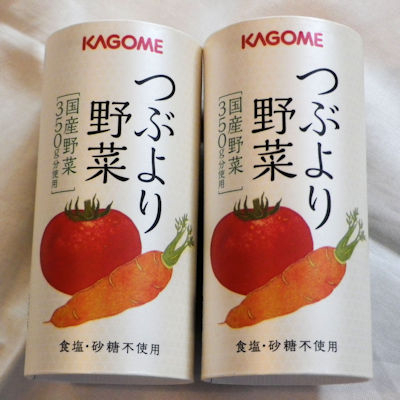 KAGOME
つぶより
野菜
[国産野菜
350g分使用]
食塩・砂糖不使用
KAGOME
つぶより
野菜
[国産野菜
350g分使用]
食塩・砂糖不使用